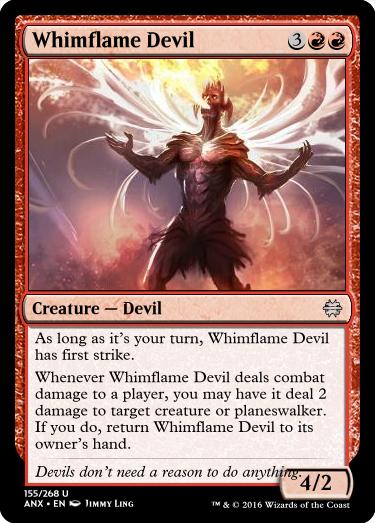 Whimflame Devil 3
Creature — Devil
As long as it's your turn, Whimflame Devil
has first strike.
Whenever Whimflame Devil deals combat
damage to a player, you may have it deal 2
damage to target creature or planeswalker.
If you do, return Whimflame Devil to its
owner's hand.
Devils don't need a reason to do anything.
4/2
155/268 U
ANX • EN Jimmy Ling
™ & © 2016 Wizards of the Coast